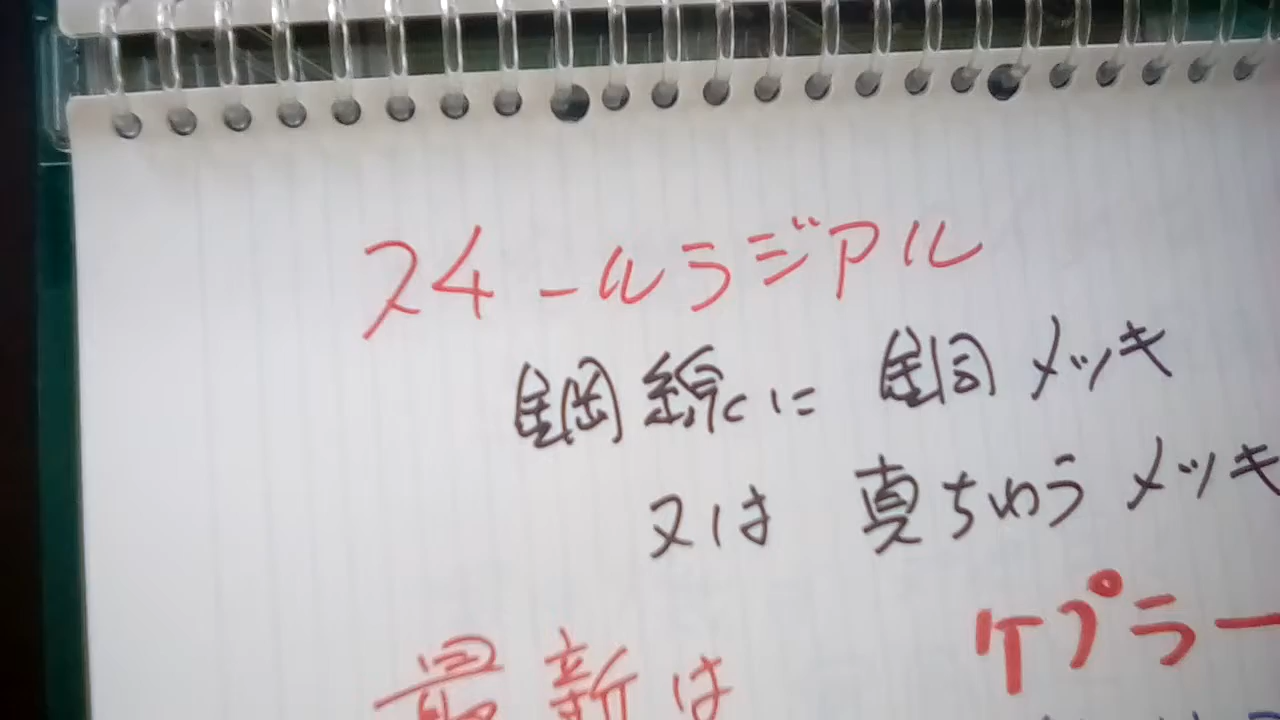 スチールラジアル
鋼線に 銅メッキ
又は 真ちゅうメッキ
ケプラー
最新は